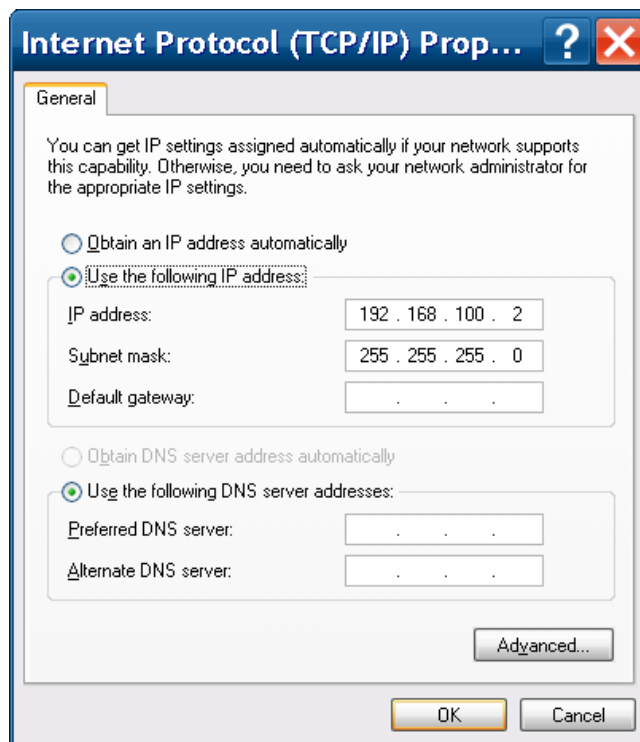 Internet Protocol (TCP/IP) Prop...
General
You can get IP settings assigned automatically if your network supports
this capability. Otherwise, you need to ask your network administrator for
the appropriate IP settings.
Obtain an IP address automatically
Use the following IP address:
IP address: 192 . 168 . 100 . 2
Subnet mask: 255 . 255 . 255 . 0
Default gateway: . . .
Obtain DNS server address automatically
Use the following DNS server addresses:
Preferred DNS server: . . .
Alternate DNS server: . . .
Advanced...
OK Cancel